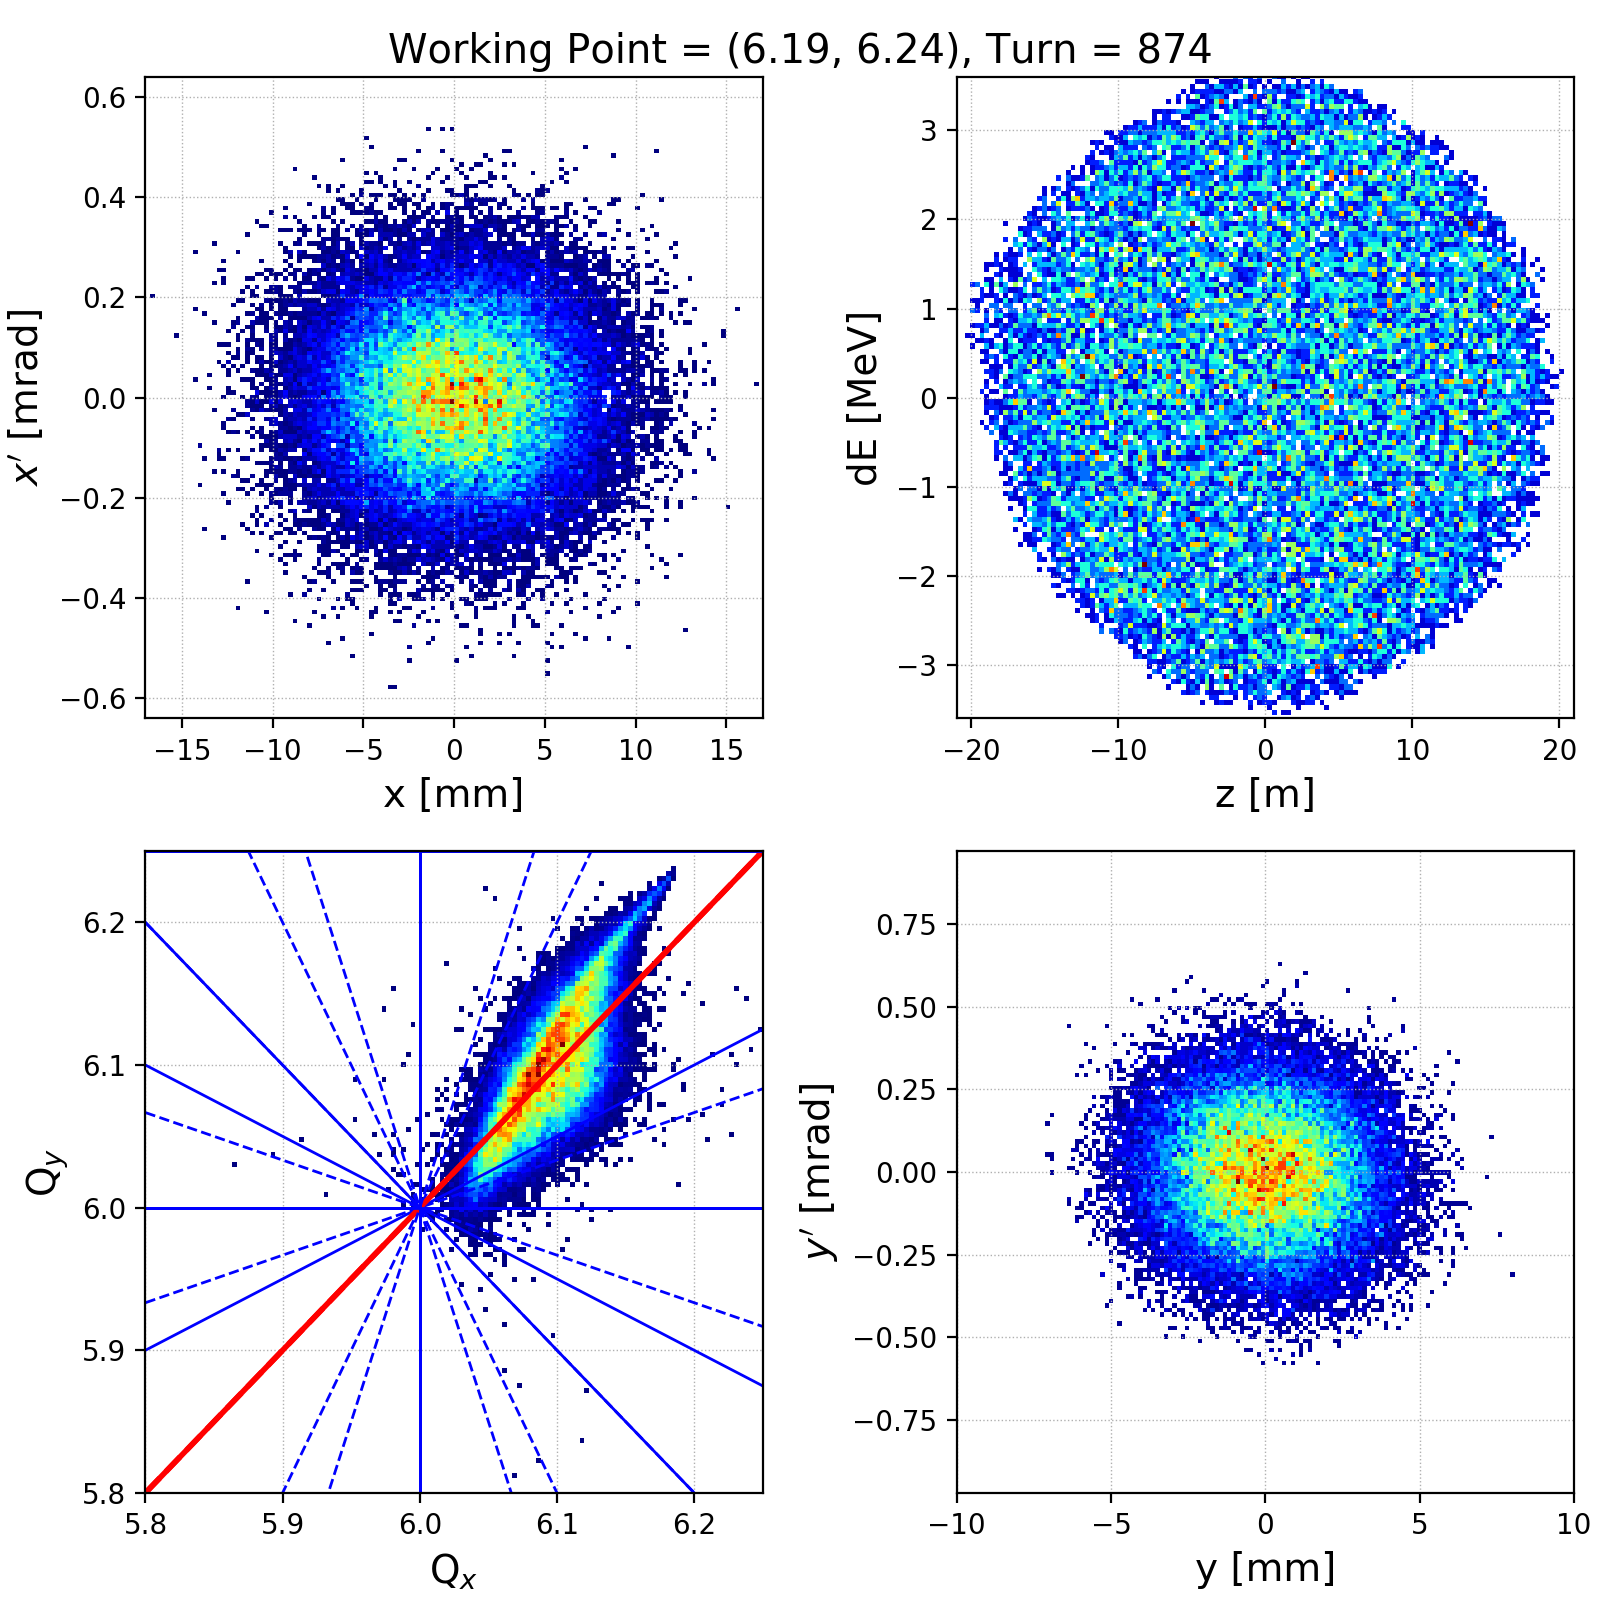 Working Point = (6.19, 6.24), Turn = 874
0.6
0.4
0.2
0.0
−0.2
−0.4
−0.6
x′ [mrad]
−15 −10 −5 0 5 10 15
x [mm]
3
2
1
0
−1
−2
−3
dE [MeV]
−20 −10 0 10 20
z [m]
6.2
6.1
6.0
5.9
5.8
Qy
5.8 5.9 6.0 6.1 6.2
Qx
0.75
0.50
0.25
0.00
−0.25
−0.50
−0.75
y′ [mrad]
−10 −5 0 5 10
y [mm]